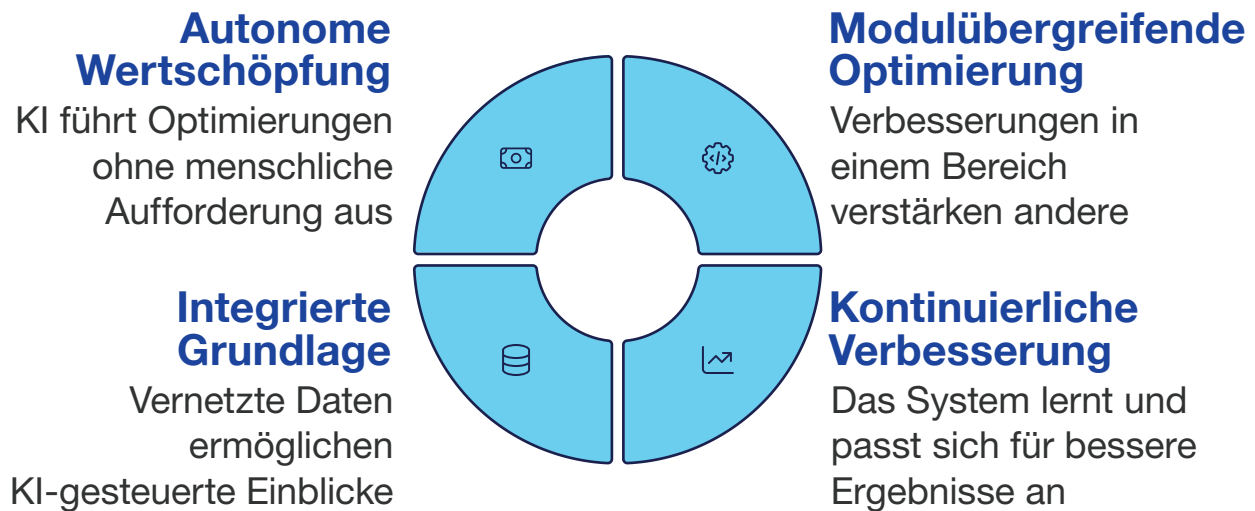 Autonome
Wertschöpfung
KI führt Optimierungen
ohne menschliche
Aufforderung aus
Modulübergreifende
Optimierung
Verbesserungen in
einem Bereich
verstärken andere
Integrierte
Grundlage
Vernetzte Daten
ermöglichen
KI-gesteuerte Einblicke
Kontinuierliche
Verbesserung
Das System lernt und
passt sich für bessere
Ergebnisse an